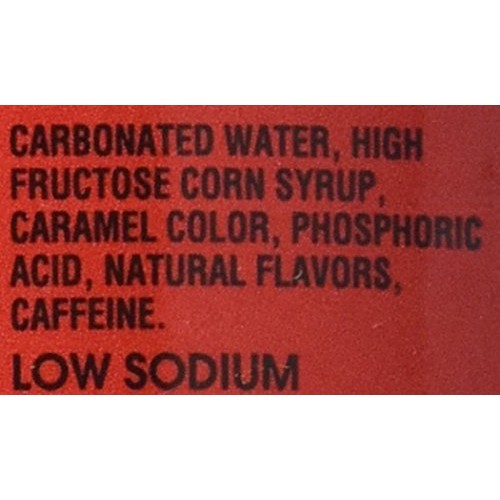 CARBONATED WATER, HIGH
FRUCTOSE CORN SYRUP,
CARAMEL COLOR, PHOSPHORIC
ACID, NATURAL FLAVORS,
CAFFEINE.
LOW SODIUM